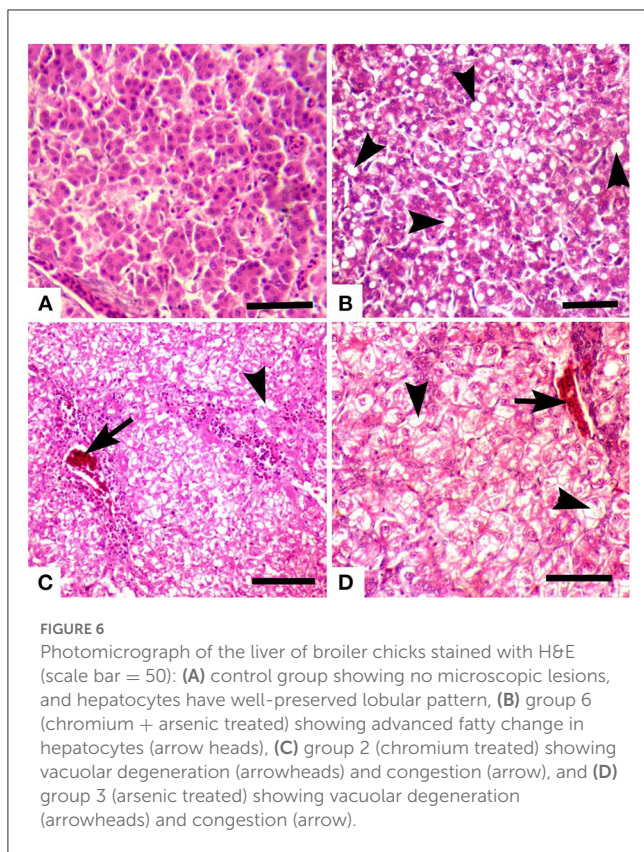 A
B
C
D
FIGURE 6
Photomicrograph of the liver of broiler chicks stained with H&E
(scale bar = 50): (A) control group showing no microscopic lesions,
and hepatocytes have well-preserved lobular pattern, (B) group 6
(chromium + arsenic treated) showing advanced fatty change in
hepatocytes (arrow heads), (C) group 2 (chromium treated) showing
vacuolar degeneration (arrowheads) and congestion (arrow), and (D)
group 3 (arsenic treated) showing vacuolar degeneration
(arrowheads) and congestion (arrow).